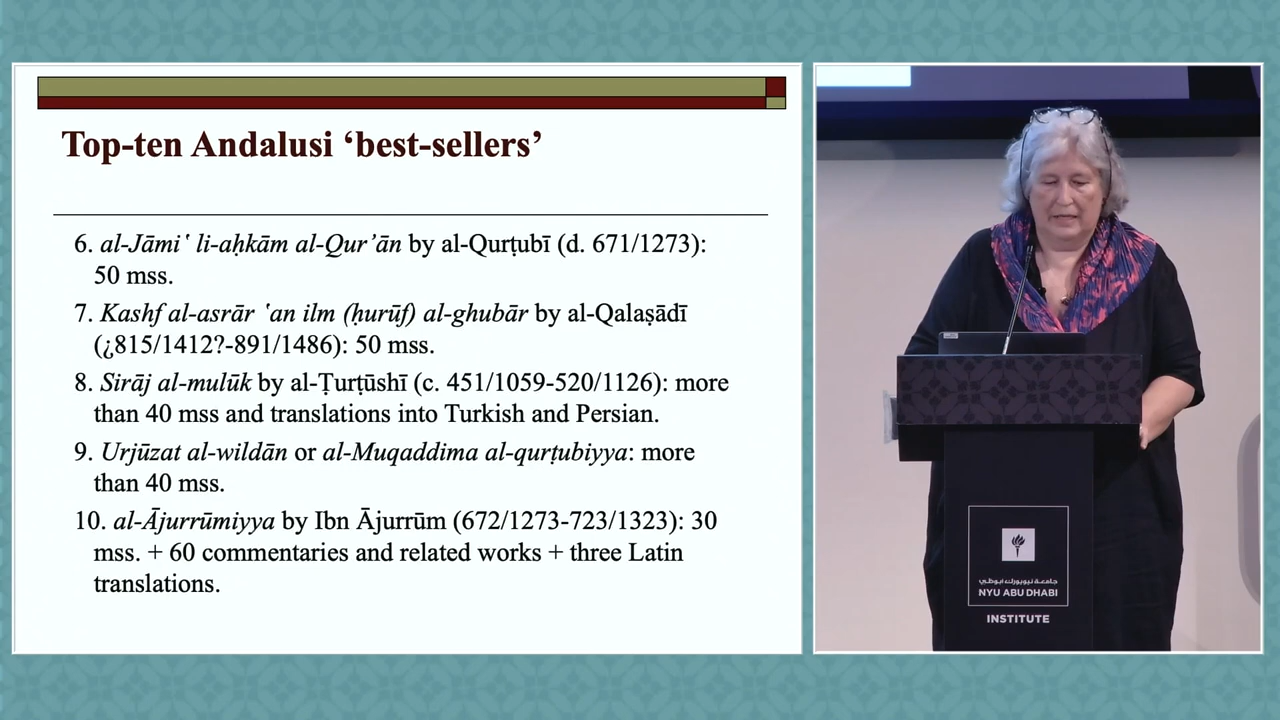 Top-ten Andalusi ‘best-sellers’
6. al-Jāmiʿ li-aḥkām al-Qurʾān by al-Qurṭubī (d. 671/1273):
50 mss.
7. Kashf al-asrār ʿan ilm (ḥurūf) al-ghubār by al-Qalaṣādī
(¿815/1412?-891/1486): 50 mss.
8. Sirāj al-mulūk by al-Ṭurṭūshī (c. 451/1059-520/1126): more
than 40 mss and translations into Turkish and Persian.
9. Urjūzat al-wildān or al-Muqaddima al-qurṭubiyya: more
than 40 mss.
10. al-Ājurrūmiyya by Ibn Ājurrūm (672/1273-723/1323): 30
mss. + 60 commentaries and related works + three Latin
translations.
جامعة نيويورك أبوظبي
NYU ABU DHABI
INSTITUTE